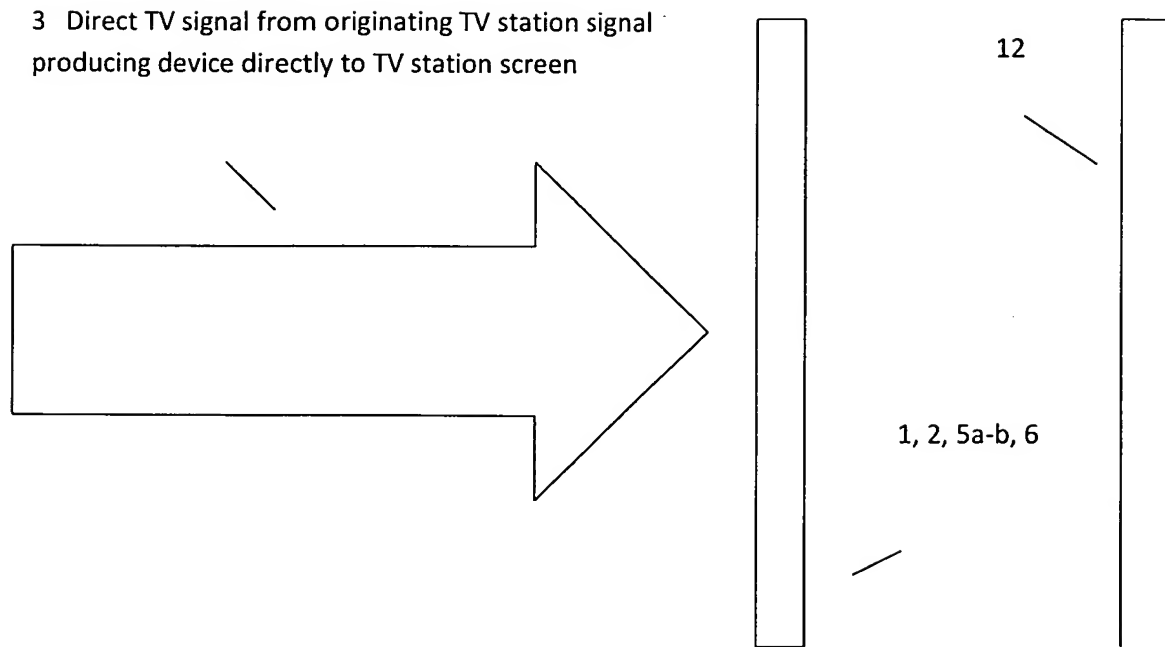 3 Direct TV signal from originating TV station signal
producing device directly to TV station screen
12
1, 2, 5a-b, 6